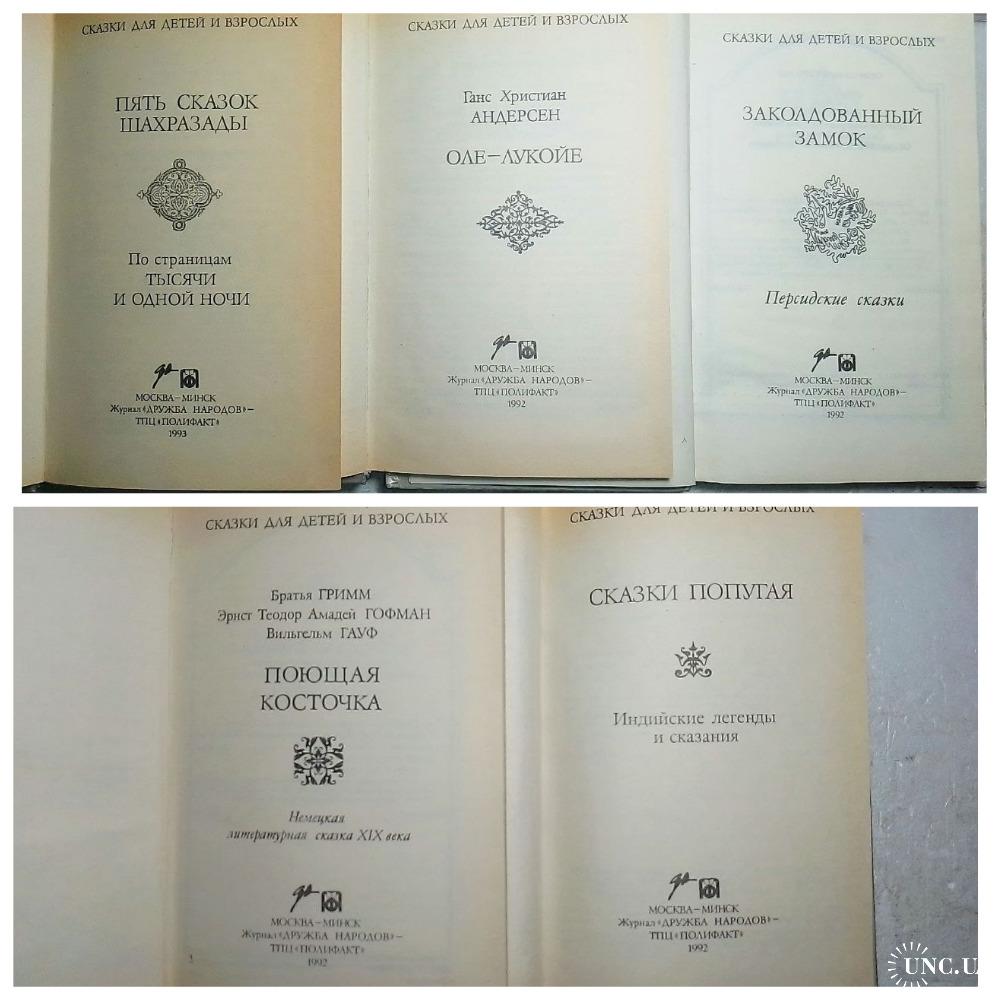 СКАЗКИ ДЛЯ ДЕТЕЙ И ВЗРОСЛЫХ
ПЯТЬ СКАЗОК
ШАХРАЗАДЫ
По страницам
ТЫСЯЧИ
И ОДНОЙ НОЧИ
МОСКВА–МИНСК
Журнал «ДРУЖБА НАРОДОВ»–
ТПЦ «ПОЛИФАКТ»
1993
СКАЗКИ ДЛЯ ДЕТЕЙ И ВЗРОСЛЫХ
Ганс Христиан
АНДЕРСЕН
ОЛЕ–ЛУКОЙЕ
МОСКВА–МИНСК
Журнал «ДРУЖБА НАРОДОВ»–
ТПЦ «ПОЛИФАКТ»
1992
СКАЗКИ ДЛЯ ДЕТЕЙ И ВЗРОСЛЫХ
ЗАКОЛДОВАННЫЙ
ЗАМОК
Персидские сказки
МОСКВА–МИНСК
Журнал «ДРУЖБА НАРОДОВ»–
ТПЦ «ПОЛИФАКТ»
1992
СКАЗКИ ДЛЯ ДЕТЕЙ И ВЗРОСЛЫХ
Братья ГРИММ
Эрнст Теодор Амадей ГОФМАН
Вильгельм ГАУФ
ПОЮЩАЯ
КОСТОЧКА
Немецкая
литературная сказка XIX века
МОСКВА–МИНСК
Журнал «ДРУЖБА НАРОДОВ»–
ТПЦ «ПОЛИФАКТ»
1992
СКАЗКИ ДЛЯ ДЕТЕЙ И ВЗРОСЛЫХ
СКАЗКИ ПОПУГАЯ
Индийские легенды
и сказания
МОСКВА–МИНСК
Журнал «ДРУЖБА НАРОДОВ»–
ТПЦ «ПОЛИФАКТ»
1992
UNC.U